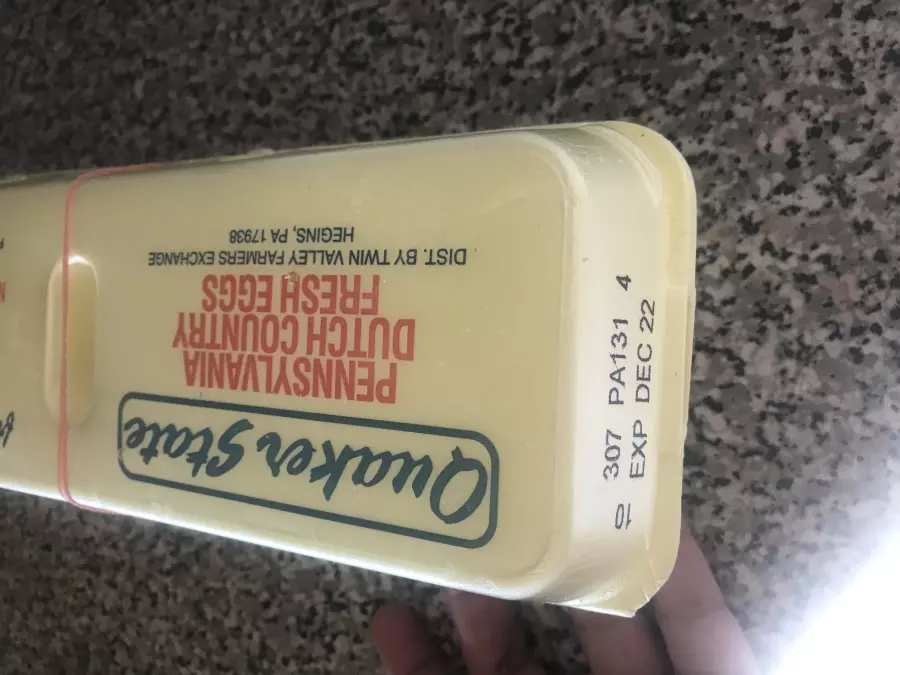 Quaker State
PENNSYLVANIA
DUTCH COUNTRY
FRESH EGGS
DIST. BY TWIN VALLEY FARMERS EXCHANGE
HEGINS, PA 17938
307 PA131 4
EXP DEC 22